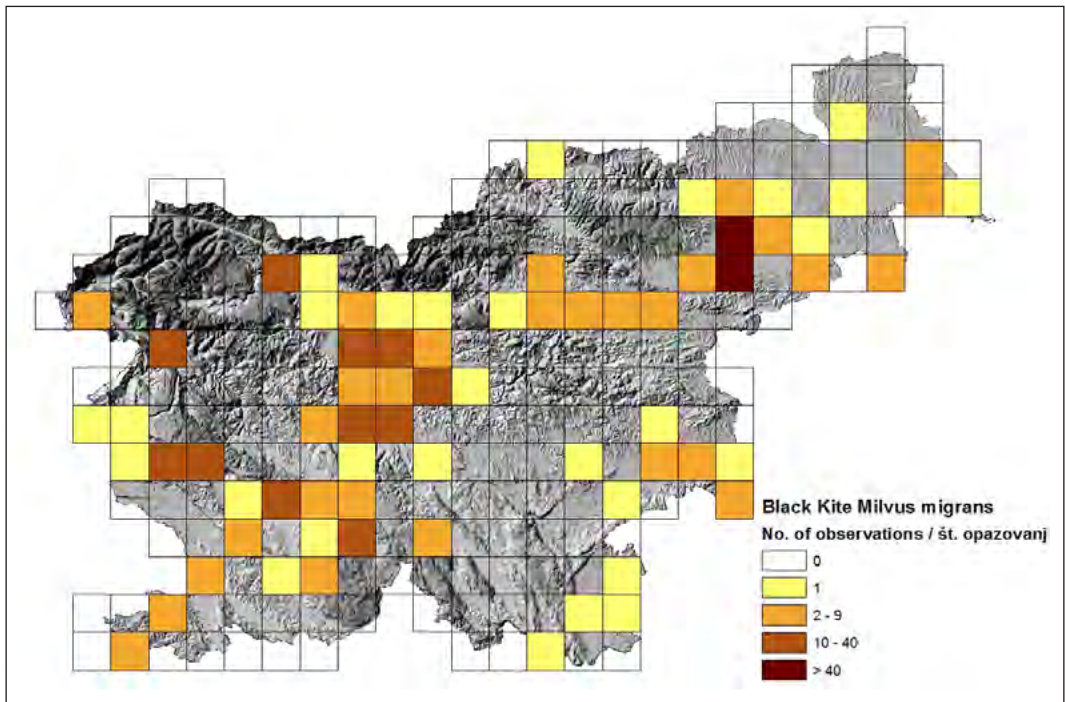 Black Kite Milvus migrans
No. of observations / št. opazovanj
0
1
2 - 9
10 - 40
> 40